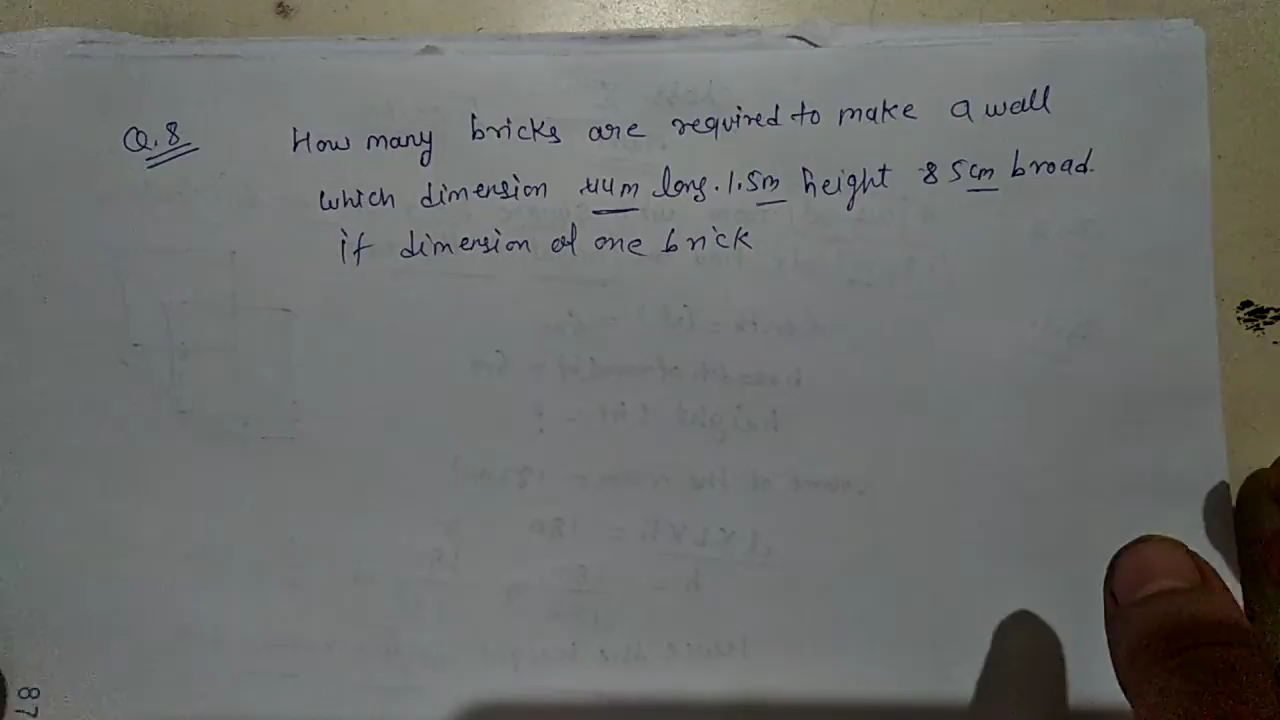 Q.8 How many bricks are required to make a wall
which dimension 44m long. 1.5m height 85cm broad.
if dimension of one brick
87